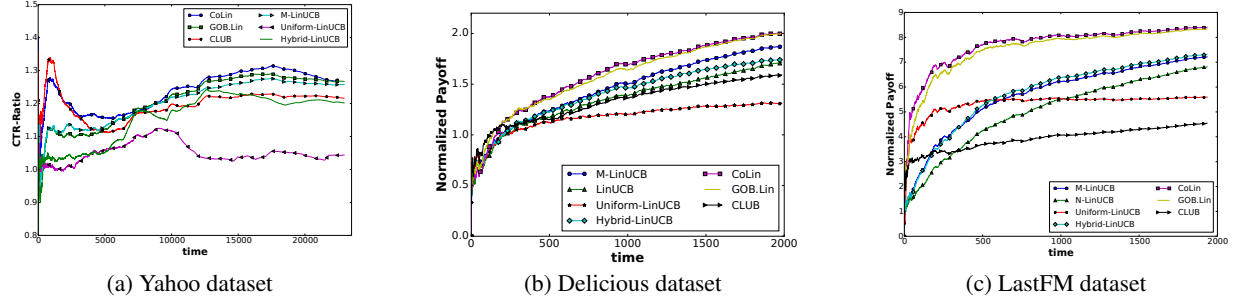 1.5
1.4
1.3
1.2
1.1
1.0
0.9
0.8
CTR-Ratio
CoLin
GOB.Lin
CLUB
M-LinUCB
Uniform-LinUCB
Hybrid-LinUCB
0 5000 10000 15000 20000
time
(a) Yahoo dataset
2.0
1.5
1.0
0.5
0.0
Normalized Payoff
M-LinUCB
LinUCB
Uniform-LinUCB
Hybrid-LinUCB
CoLin
GOB.Lin
CLUB
0 500 1000 1500 2000
time
(b) Delicious dataset
9
8
7
6
5
4
3
2
1
0
Normalized Payoff
M-LinUCB
N-LinUCB
Uniform-LinUCB
Hybrid-LinUCB
CoLin
GOB.Lin
CLUB
0 500 1000 1500 2000
time
(c) LastFM dataset